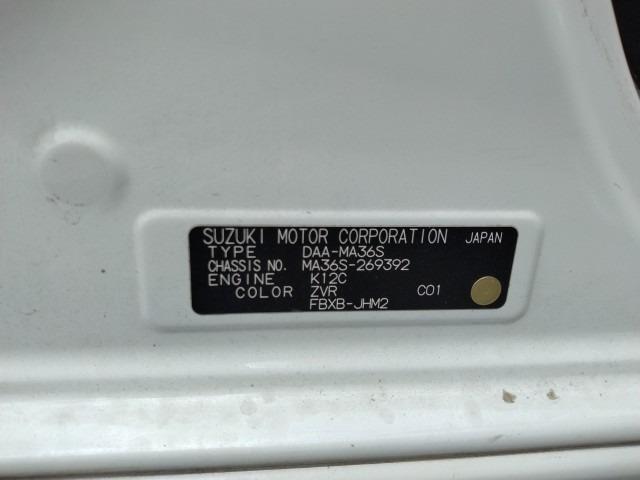 SUZUKI MOTOR CORPORATION JAPAN
TYPE DAA-MA36S
CHASSIS NO. MA36S-269392
ENGINE K12C
COLOR ZVR C01
FBXB-JHM2